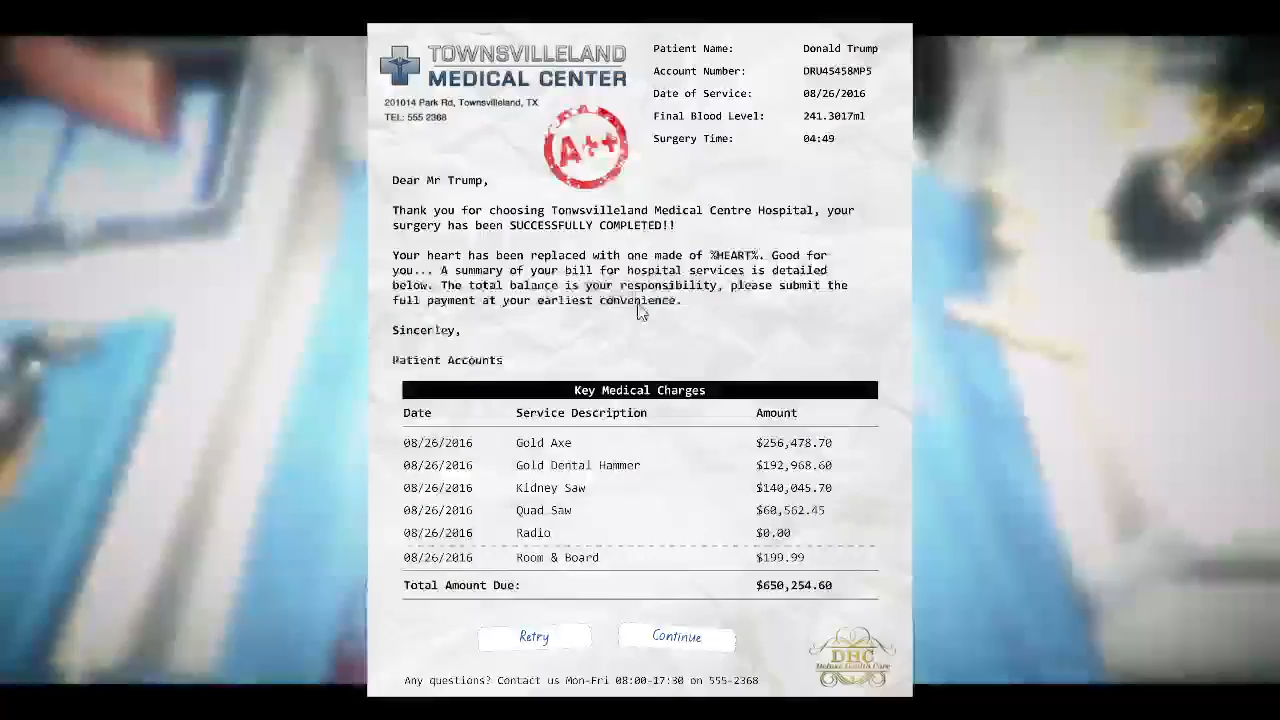 TOWNSVILLELAND
MEDICAL CENTER
201014 Park Rd, Townsvilleland, TX
TEL: 555 2368
Patient Name: Donald Trump
Account Number: DRU45458MP5
Date of Service: 08/26/2016
Final Blood Level: 241.3017ml
Surgery Time: 04:49
A++
Dear Mr Trump,
Thank you for choosing Tonwsvilleland Medical Centre Hospital, your
surgery has been SUCCESSFULLY COMPLETED!!
Your heart has been replaced with one made of %HEART%. Good for
you... A summary of your bill for hospital services is detailed
below. The total balance is your responsibility, please submit the
full payment at your earliest convenience.
Sincerley,
Patient Accounts
Key Medical Charges
Date Service Description Amount
08/26/2016 Gold Axe $256,478.70
08/26/2016 Gold Dental Hammer $192,968.60
08/26/2016 Kidney Saw $140,045.70
08/26/2016 Quad Saw $60,562.45
08/26/2016 Radio $0.00
08/26/2016 Room & Board $199.99
Total Amount Due: $650,254.60
Retry Continue
DHC
Deluxe Health Care
Any questions? Contact us Mon-Fri 08:00-17:30 on 555-2368